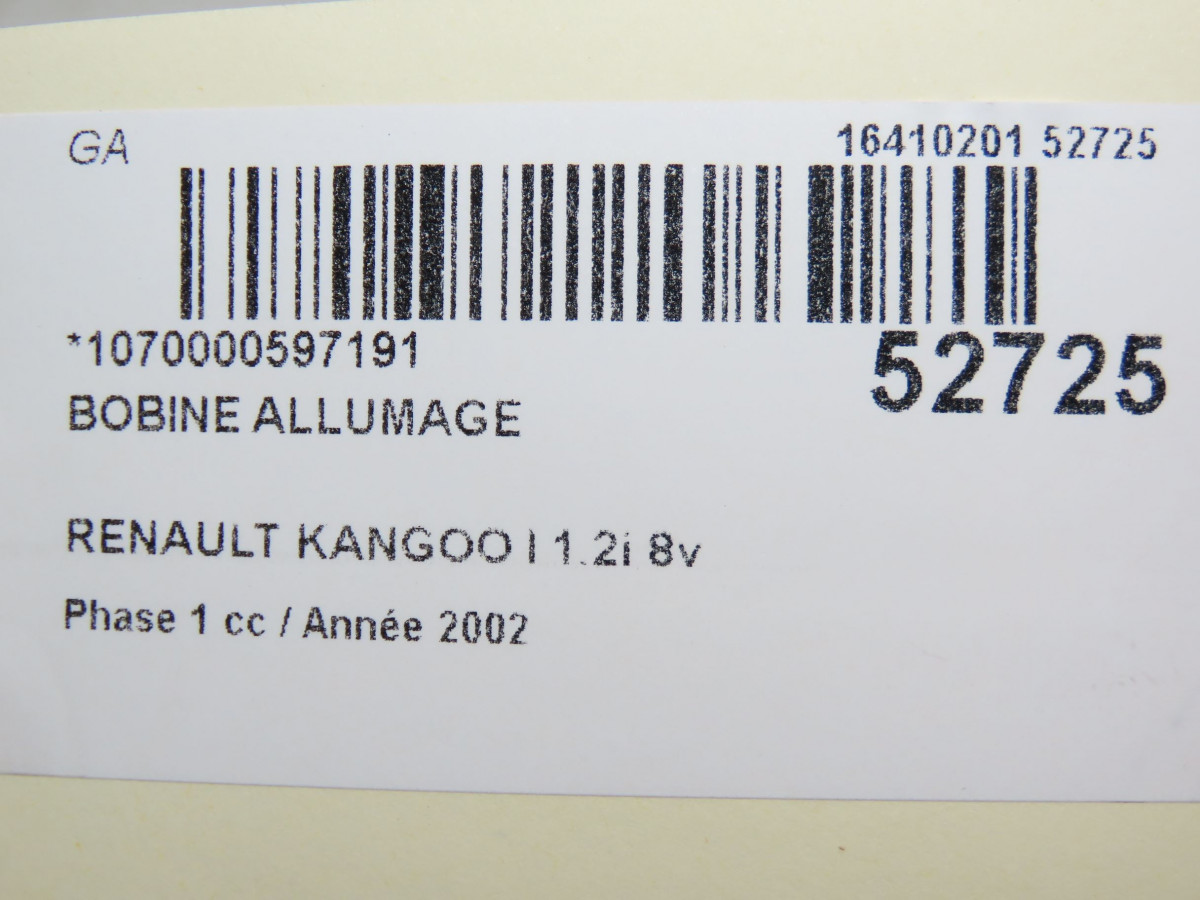 GA
16410201 52725
*1070000597191
52725
BOBINE ALLUMAGE
RENAULT KANGOO I 1.2i 8v
Phase 1 cc / Année 2002